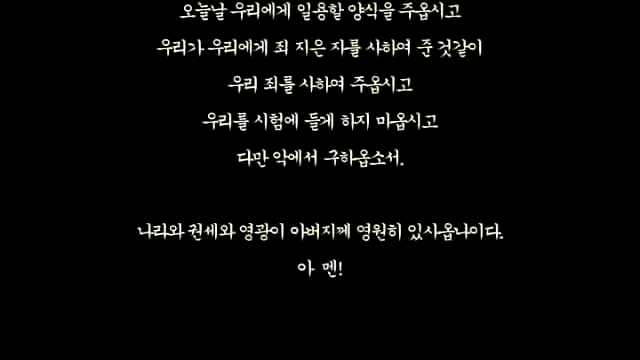 오늘날 우리에게 일용할 양식을 주옵시고
우리가 우리에게 죄 지은 자를 사하여 준 것같이
우리 죄를 사하여 주옵시고
우리를 시험에 들게 하지 마옵시고
다만 악에서 구하옵소서.
나라와 권세와 영광이 아버지께 영원히 있사옵나이다.
아 멘!